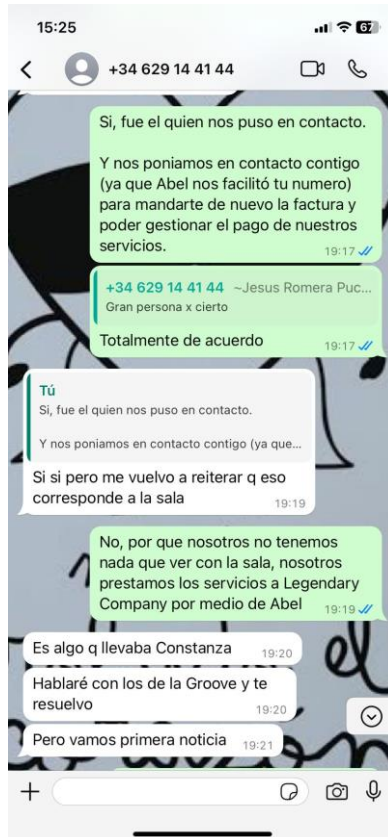 15:25
67
+34 629 14 41 44
Si, fue el quien nos puso en contacto.
Y nos poniamos en contacto contigo
(ya que Abel nos facilitó tu numero)
para mandarte de nuevo la factura y
poder gestionar el pago de nuestros
servicios.
19:17
+34 629 14 41 44 ~Jesus Romera Puc...
Gran persona x cierto
Totalmente de acuerdo
19:17
Tú
Si, fue el quien nos puso en contacto.
Y nos poniamos en contacto contigo (ya que...
Si si pero me vuelvo a reiterar q eso
corresponde a la sala
19:19
No, por que nosotros no tenemos
nada que ver con la sala, nosotros
prestamos los servicios a Legendary
Company por medio de Abel
19:19
Es algo q llevaba Constanza
19:20
Hablaré con los de la Groove y te
resuelvo
19:20
Pero vamos primera noticia
19:21